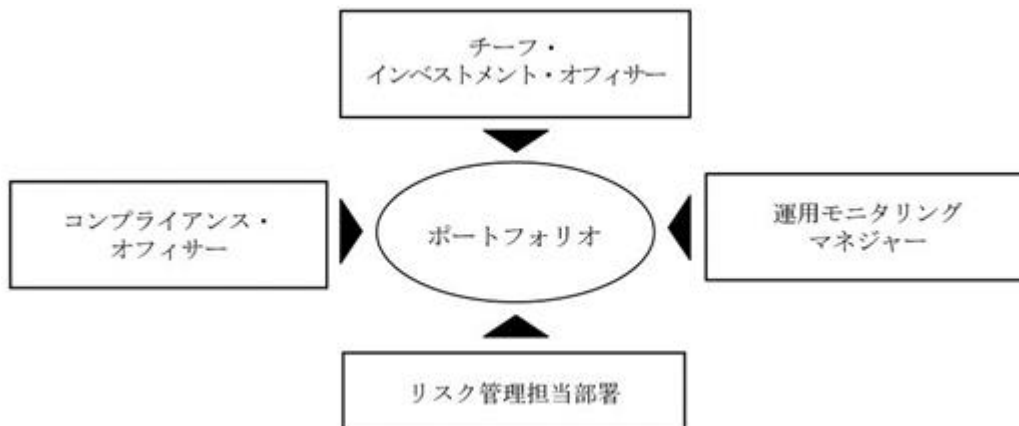 チーフ・
インベストメント・オフィサー
コンプライアンス・
オフィサー
ポートフォリオ
運用モニタリング
マネジャー
リスク管理担当部署